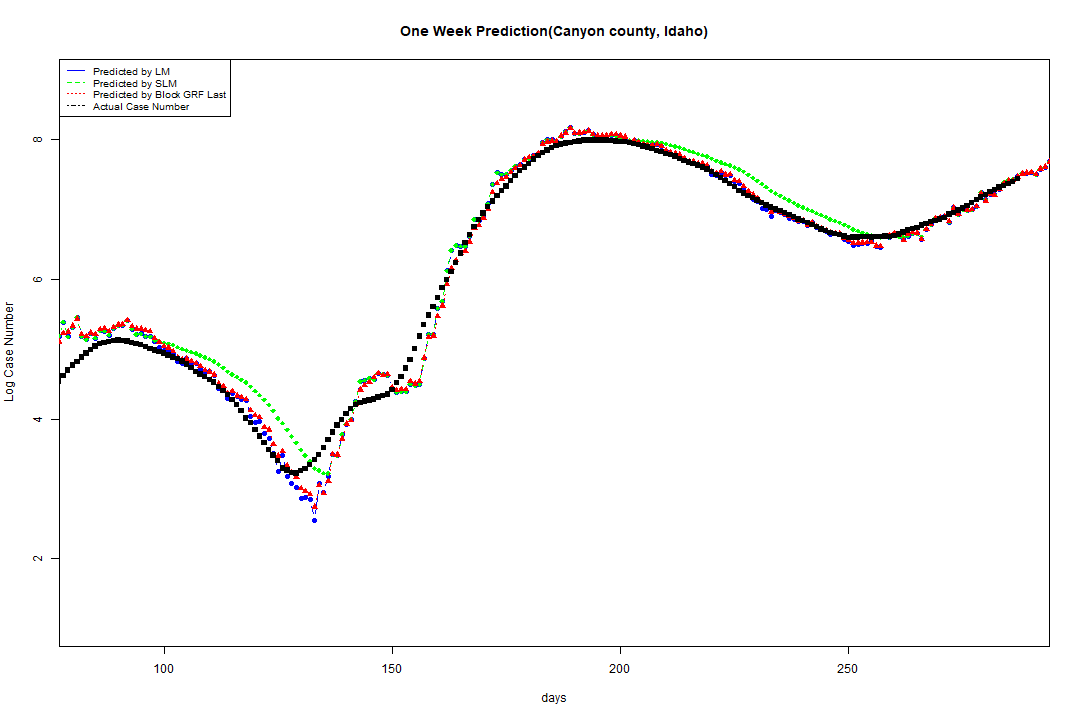 One Week Prediction(Canyon county, Idaho)
Predicted by LM
Predicted by SLM
Predicted by Block GRF Last
Actual Case Number
8
6
4
2
Log Case Number
100 150 200 250
days